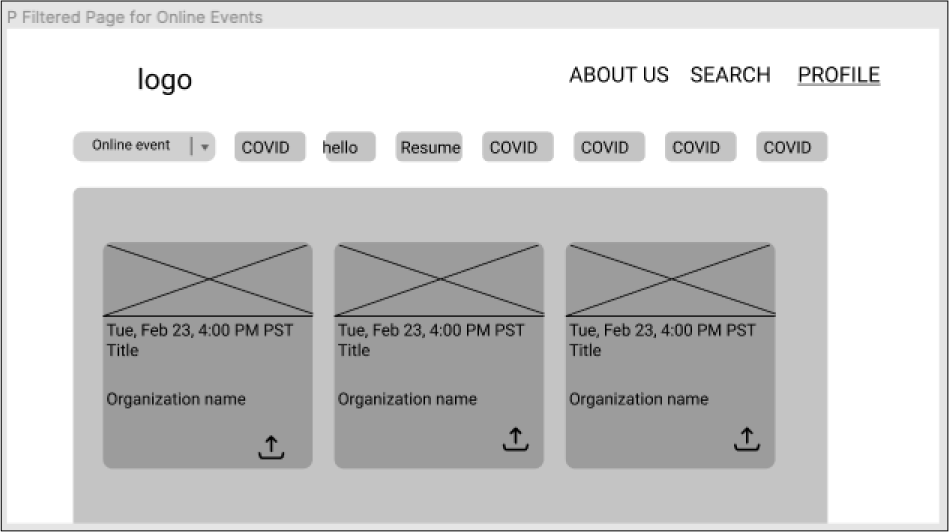 P Filtered Page for Online Events
logo
ABOUT US SEARCH PROFILE
Online event COVID hello Resume COVID COVID COVID COVID
Tue, Feb 23, 4:00 PM PST
Title
Organization name
Tue, Feb 23, 4:00 PM PST
Title
Organization name
Tue, Feb 23, 4:00 PM PST
Title
Organization name